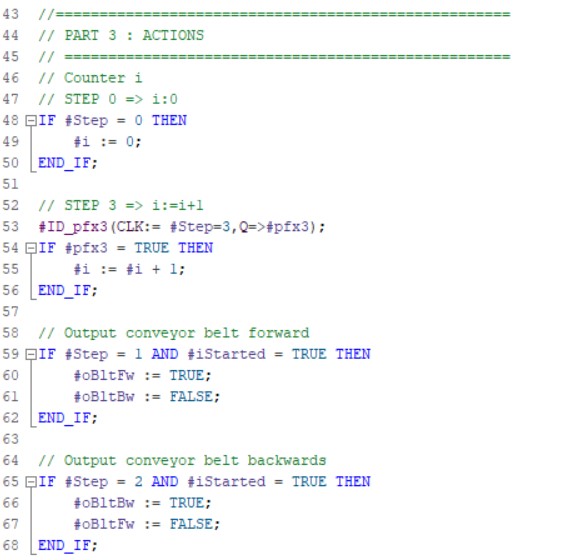 43 //=====================================================
44 // PART 3 : ACTIONS
45 // ====================================================
46 // Counter i
47 // STEP 0 => i:0
48 IF #Step = 0 THEN
49     #i := 0;
50 END_IF;
51
52 // STEP 3 => i:=i+1
53 #ID_pfx3(CLK:= #Step=3,Q=>#pfx3);
54 IF #pfx3 = TRUE THEN
55     #i := #i + 1;
56 END_IF;
57
58 // Output conveyor belt forward
59 IF #Step = 1 AND #iStarted = TRUE THEN
60     #oBltFw := TRUE;
61     #oBltBw := FALSE;
62 END_IF;
63
64 // Output conveyor belt backwards
65 IF #Step = 2 AND #iStarted = TRUE THEN
66     #oBltBw := TRUE;
67     #oBltFw := FALSE;
68 END_IF;